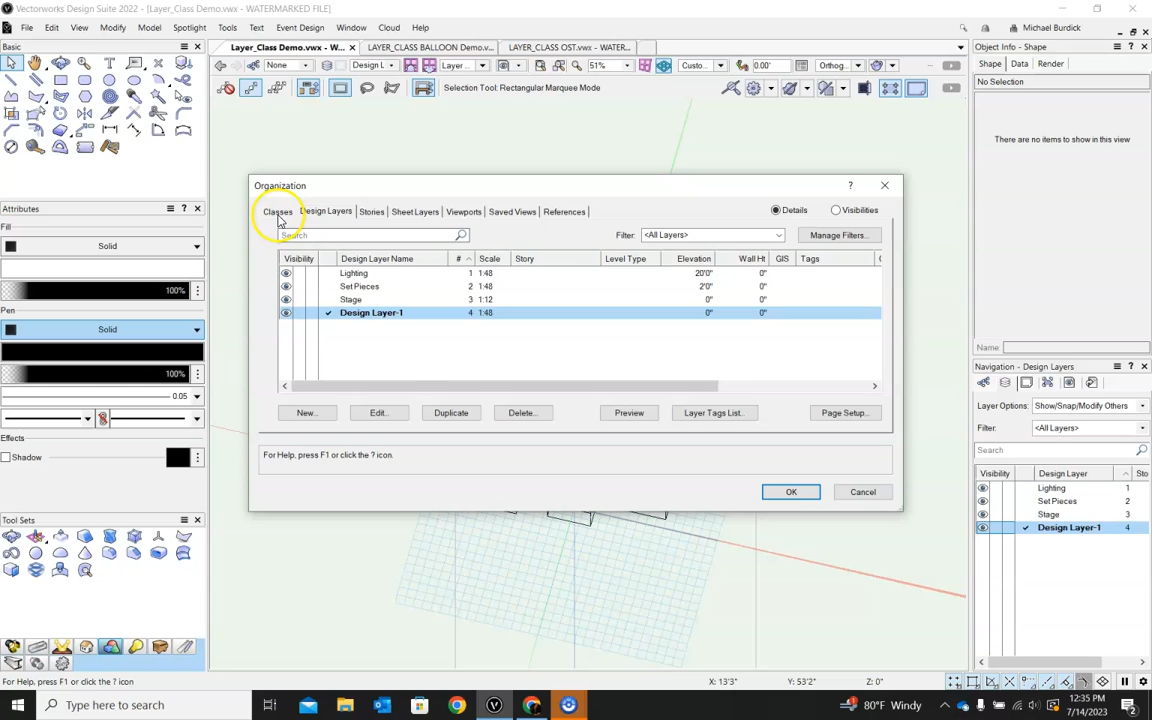 Vectorworks Design Suite 2022 - [Layer_Class Demo.vwx - WATERMARKED FILE]
File Edit View Modify Model Spotlight Tools Text Event Design Window Cloud Help Michael Burdick
Basic
Layer_Class Demo.vwx - W... LAYER_CLASS BALLOON Demo.v... LAYER_CLASS OST.vwx - WATE...
Object Info - Shape
None Design L... Layer ... 51% Custo... 0.00° Orthog...
Shape Data Render
No Selection
Selection Tool: Rectangular Marquee Mode
There are no items to show in this view
Organization
Classes Design Layers Stories Sheet Layers Viewports Saved Views References Details Visibilities
Search Filter: <All Layers> Manage Filters...
Visibility Design Layer Name # Scale Story Level Type Elevation Wall Ht GIS Tags
Lighting 1 1:48 20'0" 0"
Set Pieces 2 1:48 2'0" 0"
Stage 3 1:12 0" 0"
Design Layer-1 4 1:48 0" 0"
New... Edit... Duplicate Delete... Preview Layer Tags List... Page Setup...
For Help, press F1 or click the ? icon.
OK Cancel
Attributes
Fill
Solid
100%
Pen
Solid
100%
0.05
Effects
Shadow
Tool Sets
Name:
Navigation - Design Layers
Layer Options: Show/Snap/Modify Others
Filter: <All Layers>
Search
Visibility Design Layer # Sto
Lighting 1
Set Pieces 2
Stage 3
Design Layer-1 4
For Help, press F1 or click the ? icon X: 13'3" Y: 53'2" Z: 0"
Type here to search 80°F Windy 12:35 PM
7/14/2023
2